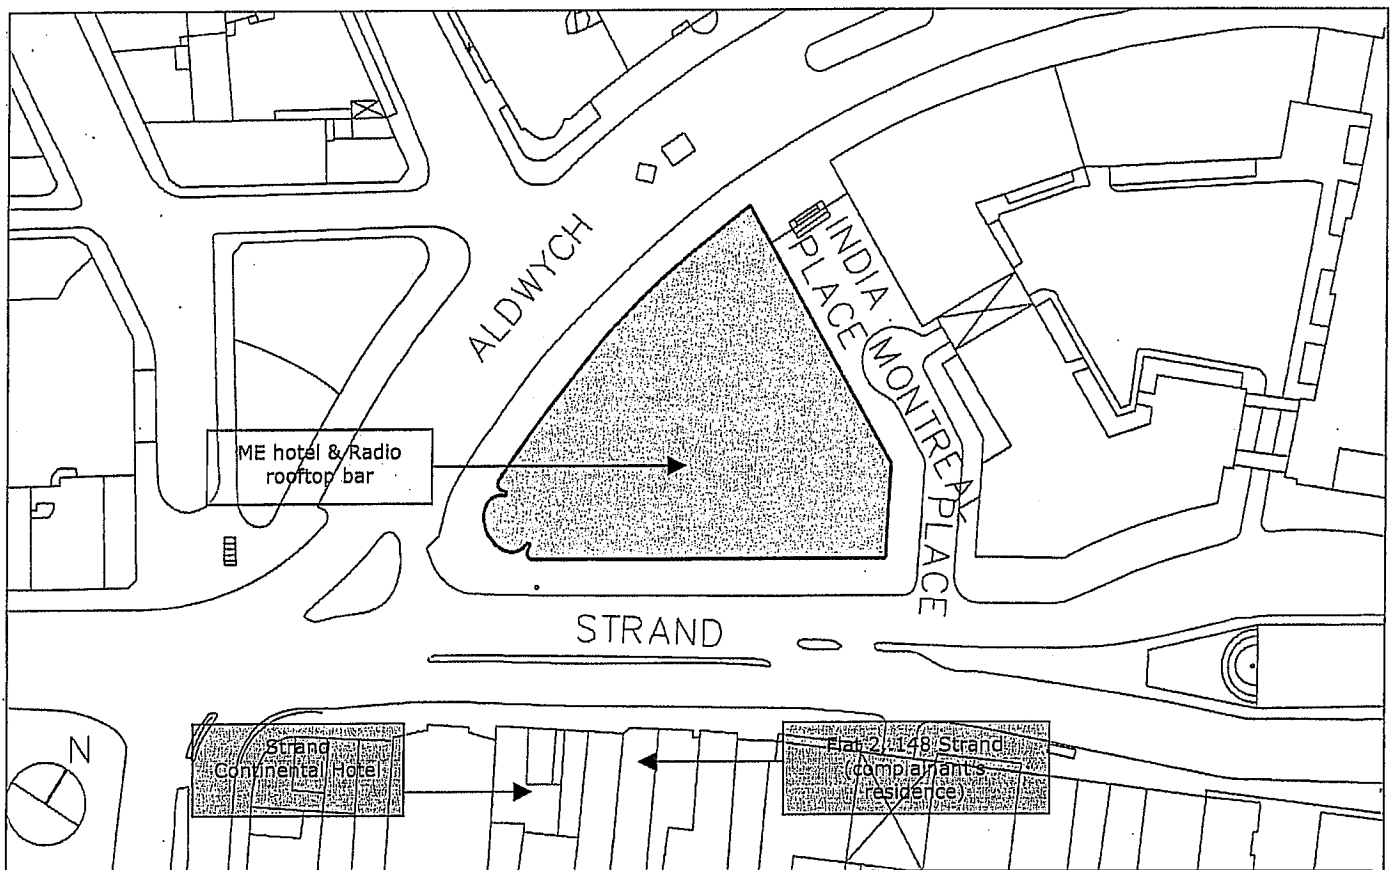 ALDWYCH
INDIA
PLACE
MONTREAL
PLACE
ME hotel & Radio
rooftop bar
STRAND
N
Strand
Continental Hotel
Flat 2, 148 Strand
(complainant's
residence)